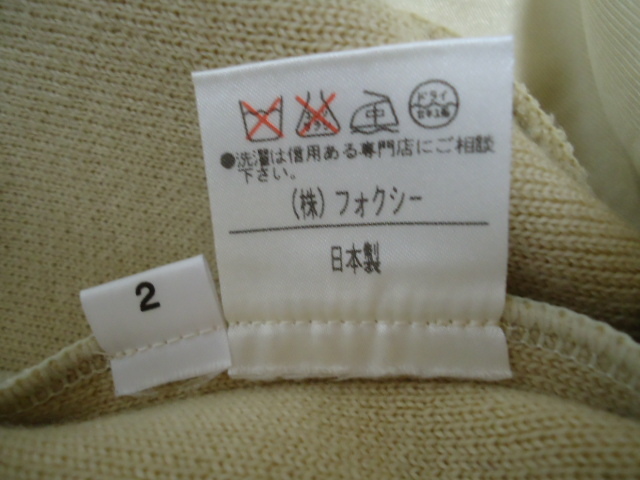 中
ドライ
●洗濯は信用ある専門店にご相談
下さい。
(株)フォクシー
日本製
2